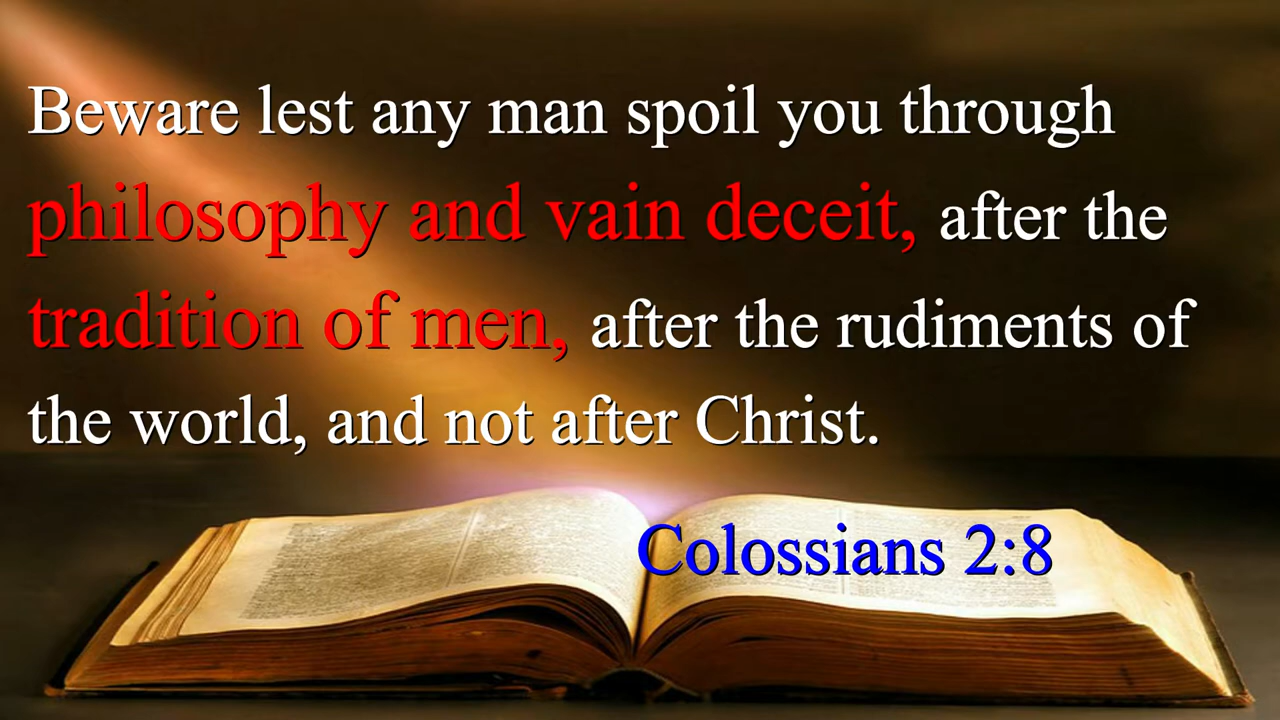 Beware lest any man spoil you through
philosophy and vain deceit, after the
tradition of men, after the rudiments of
the world, and not after Christ.
Colossians 2:8